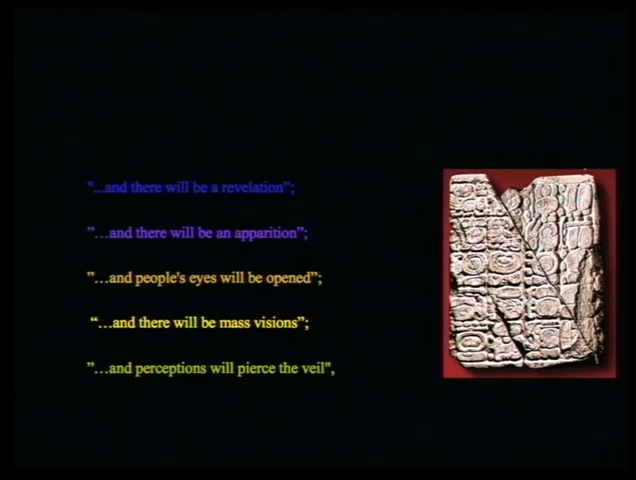 "...and there will be a revelation";
"…and there will be an apparition";
"…and people's eyes will be opened";
"…and there will be mass visions";
"…and perceptions will pierce the veil",